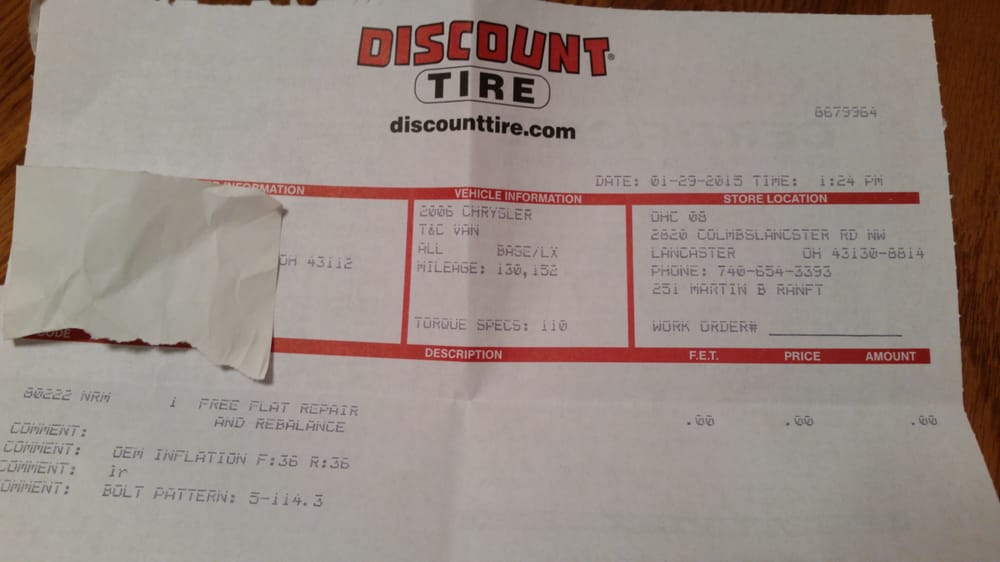 DISCOUNT®
TIRE
discounttire.com
8679964
DATE: 01-29-2015 TIME: 1:24 PM
INFORMATION
VEHICLE INFORMATION
STORE LOCATION
2006 CHRYSLER
T&C VAN
ALL BASE/LX
MILEAGE: 130,152
TORQUE SPECS: 110
OH 43112
OHC 08
2820 COLMBSLANCSTER RD NW
LANCASTER OH 43130-8814
PHONE: 740-654-3393
251 MARTIN B RANFT
WORK ORDER#
CODE
DESCRIPTION F.E.T. PRICE AMOUNT
80222 NRM 1 FREE FLAT REPAIR
AND REBALANCE .00 .00 .00
COMMENT:
COMMENT: OEM INFLATION F:36 R:36
COMMENT: lr
COMMENT: BOLT PATTERN: 5-114.3